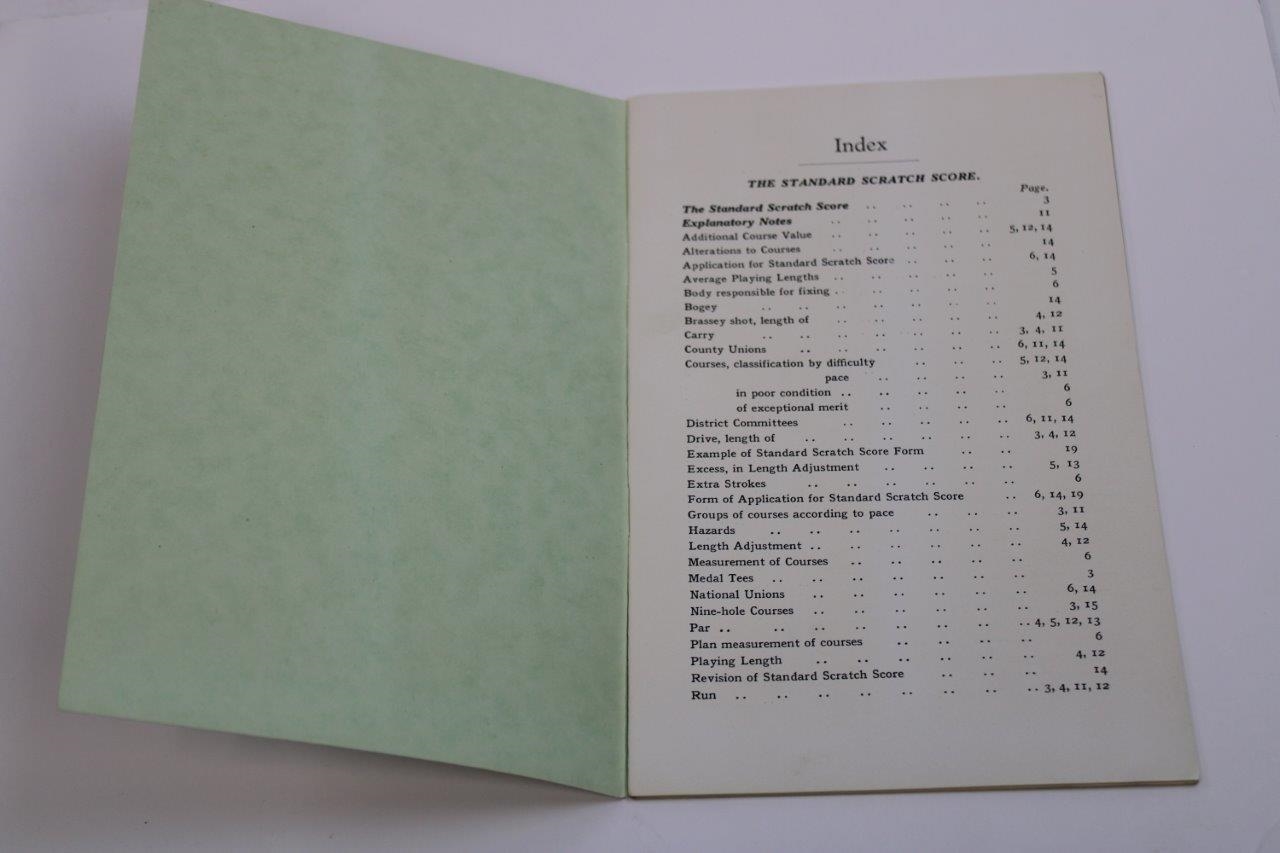 Index
THE STANDARD SCRATCH SCORE.
Page.
The Standard Scratch Score .. .. .. .. 3
Explanatory Notes .. .. .. .. .. 11
Additional Course Value .. .. .. .. .. 5, 12, 14
Alterations to Courses .. .. .. .. .. 14
Application for Standard Scratch Score .. .. .. 6, 14
Average Playing Lengths .. .. .. .. .. 5
Body responsible for fixing .. .. .. .. .. 6
Bogey .. .. .. .. .. .. .. 14
Brassey shot, length of .. .. .. .. .. 4, 12
Carry .. .. .. .. .. .. .. 3, 4, 11
County Unions .. .. .. .. .. .. 6, 11, 14
Courses, classification by difficulty .. .. .. 5, 12, 14
pace .. .. .. .. 3, 11
in poor condition .. .. .. .. .. 6
of exceptional merit .. .. .. .. 6
District Committees .. .. .. .. .. 6, 11, 14
Drive, length of .. .. .. .. .. .. 3, 4, 12
Example of Standard Scratch Score Form .. .. 19
Excess, in Length Adjustment .. .. .. .. 5, 13
Extra Strokes .. .. .. .. .. .. 6
Form of Application for Standard Scratch Score .. 6, 14, 19
Groups of courses according to pace .. .. .. 3, 11
Hazards .. .. .. .. .. .. .. 5, 14
Length Adjustment .. .. .. .. .. .. 4, 12
Measurement of Courses .. .. .. .. .. 6
Medal Tees .. .. .. .. .. .. .. 3
National Unions .. .. .. .. .. .. 6, 14
Nine-hole Courses .. .. .. .. .. .. 3, 15
Par .. .. .. .. .. .. .. .. 4, 5, 12, 13
Plan measurement of courses .. .. .. .. 6
Playing Length .. .. .. .. .. .. 4, 12
Revision of Standard Scratch Score .. .. .. 14
Run .. .. .. .. .. .. .. .. 3, 4, 11, 12